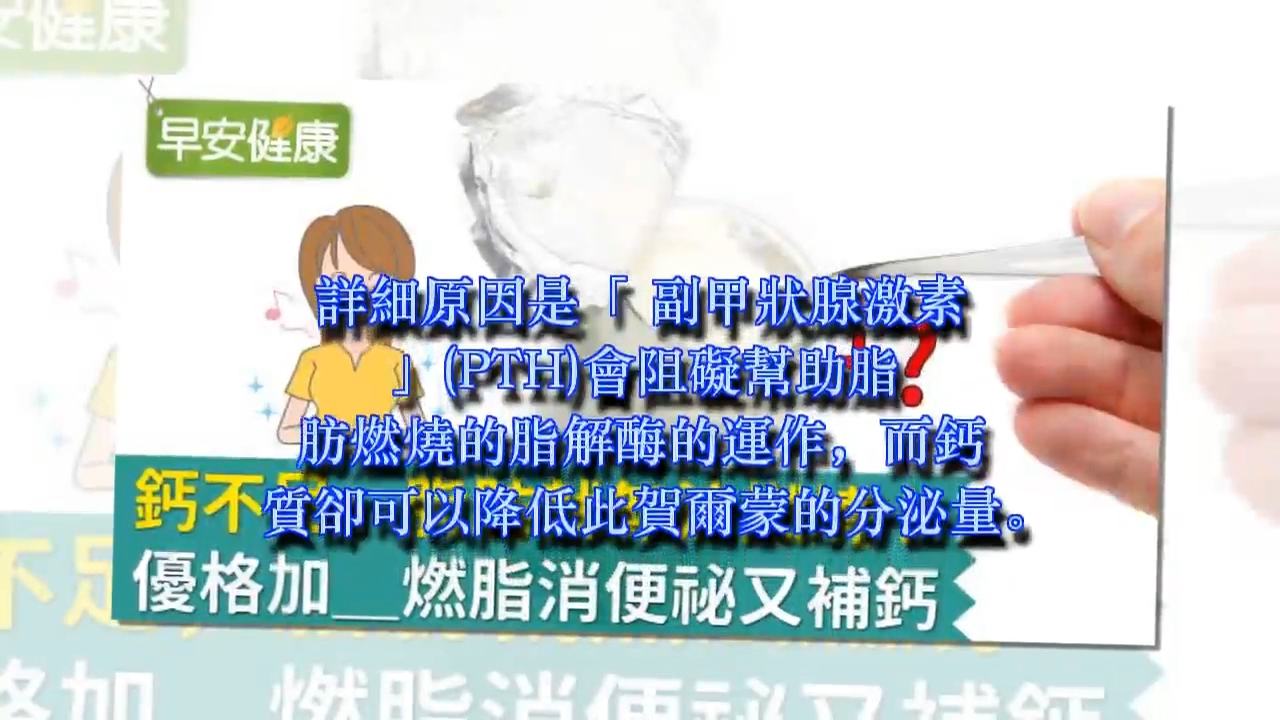 早安健康
詳細原因是「 副甲狀腺激素
」(PTH)會阻礙幫助脂
肪燃燒的脂解酶的運作，而鈣
質卻可以降低此賀爾蒙的分泌量。
鈣不
優格加__燃脂消便祕又補鈣